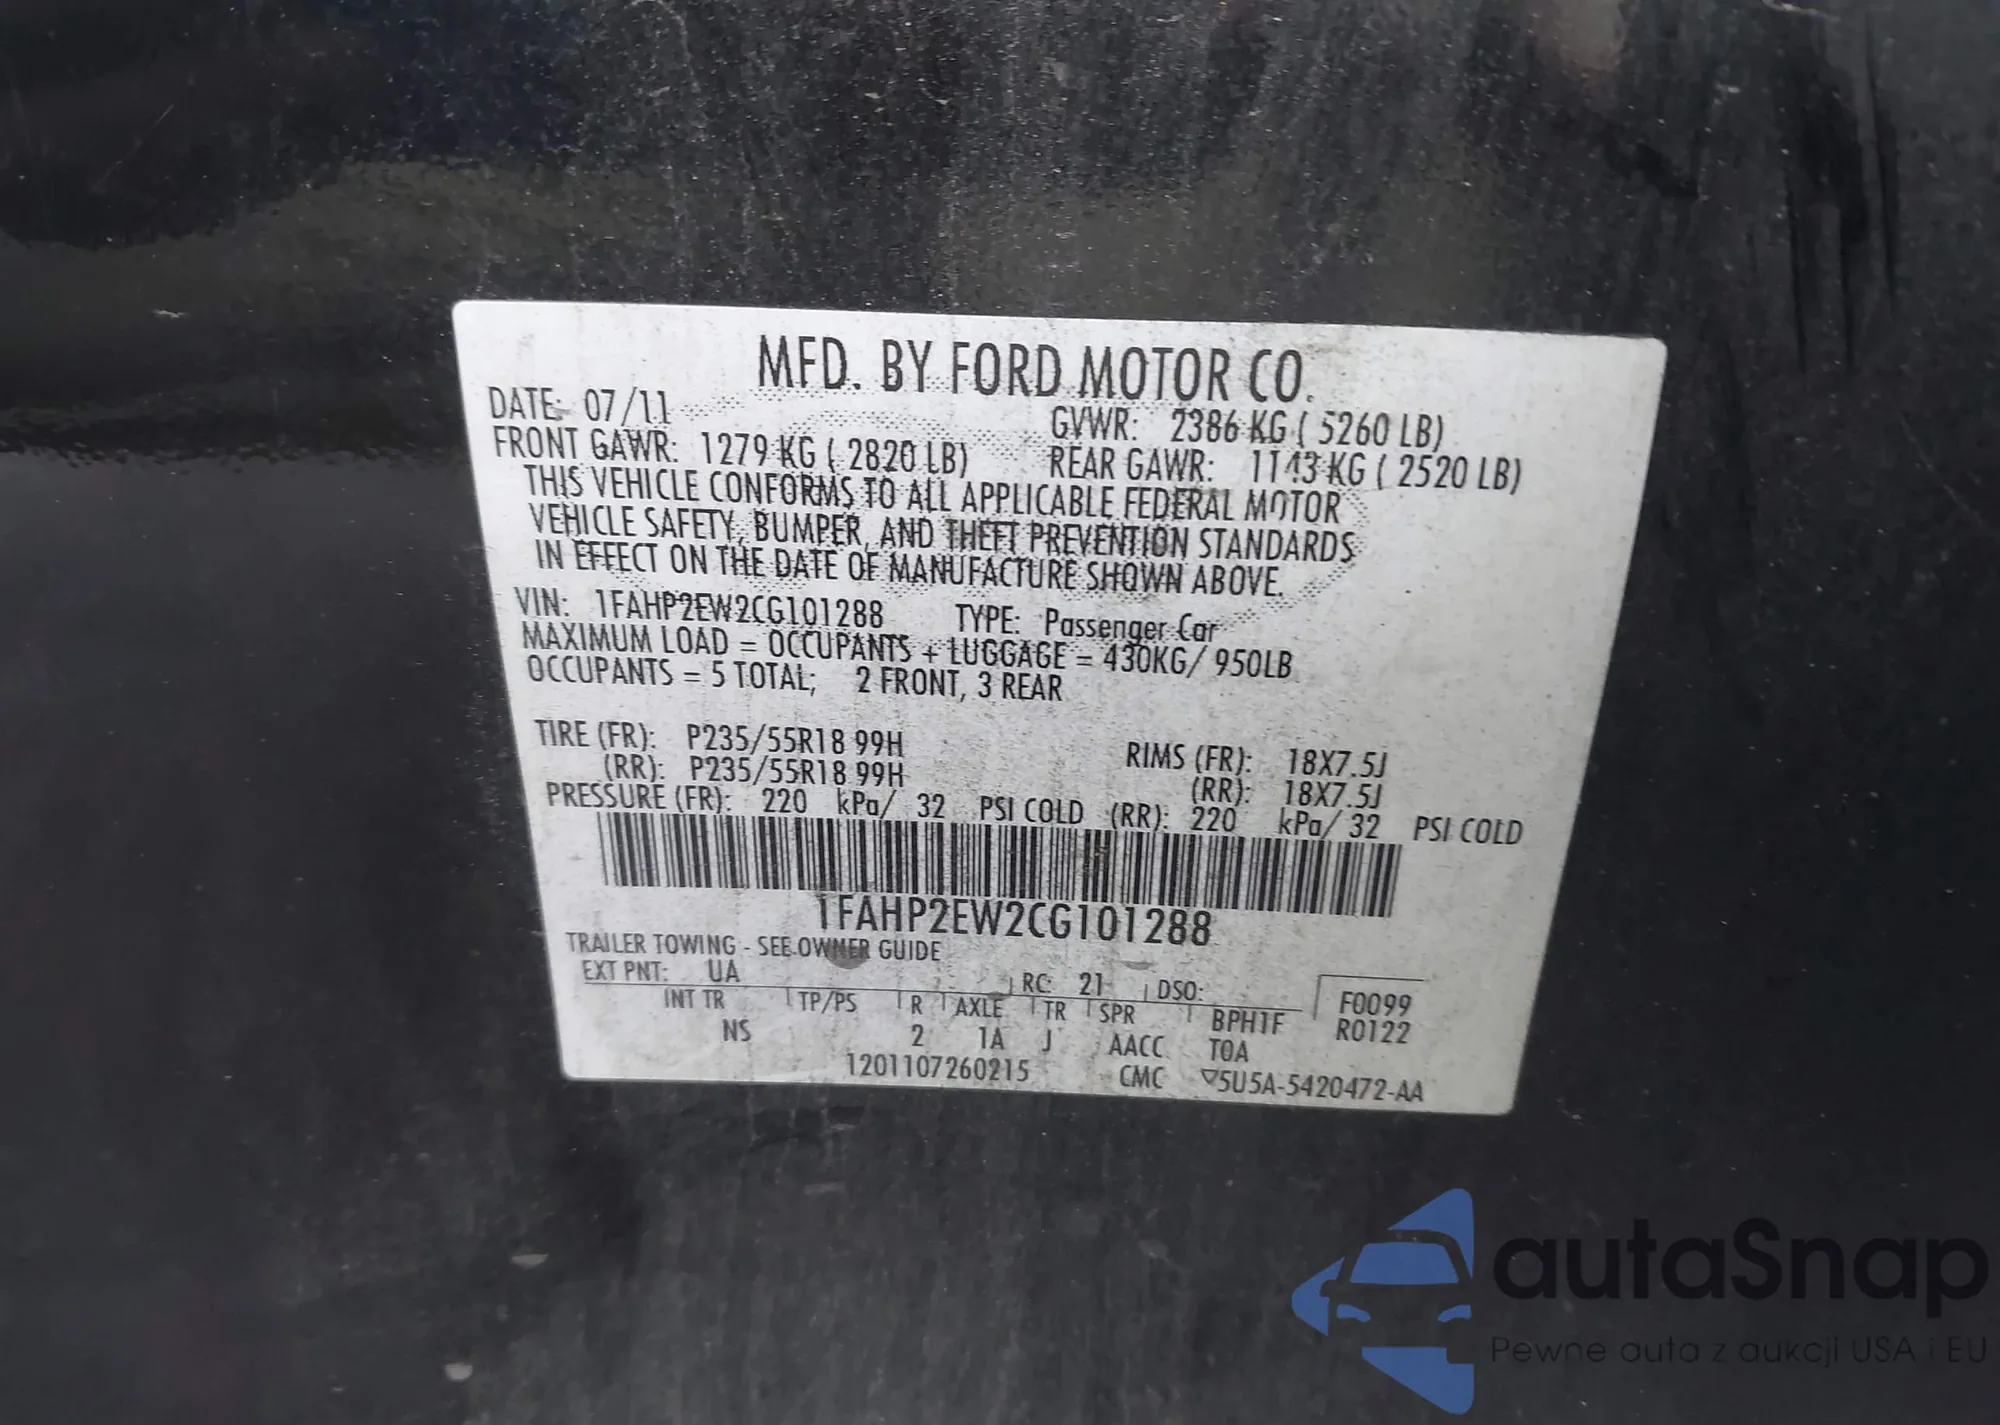 MFD. BY FORD MOTOR CO.
DATE: 07/11 GVWR: 2386 KG ( 5260 LB)
FRONT GAWR: 1279 KG ( 2820 LB) REAR GAWR: 1143 KG ( 2520 LB)
THIS VEHICLE CONFORMS TO ALL APPLICABLE FEDERAL MOTOR
VEHICLE SAFETY, BUMPER, AND THEFT PREVENTION STANDARDS
IN EFFECT ON THE DATE OF MANUFACTURE SHOWN ABOVE.
VIN: 1FAHP2EW2CG101288 TYPE: Passenger Car
MAXIMUM LOAD = OCCUPANTS + LUGGAGE = 430KG/ 950LB
OCCUPANTS = 5 TOTAL; 2 FRONT, 3 REAR
TIRE (FR): P235/55R18 99H RIMS (FR): 18X7.5J
(RR): P235/55R18 99H (RR): 18X7.5J
PRESSURE (FR): 220 kPa/ 32 PSI COLD (RR): 220 kPa/ 32 PSI COLD
1FAHP2EW2CG101288
TRAILER TOWING - SEE OWNER GUIDE
EXT PNT: UA RC: 21 DSO: F0099
INT TR TP/PS R AXLE TR SPR BPH1F R0122
NS 2 1A J AACC TOA
1201107260215 CMC ▽5U5A-5420472-AA
autaSnap
Pewne auta z aukcji USA i EU